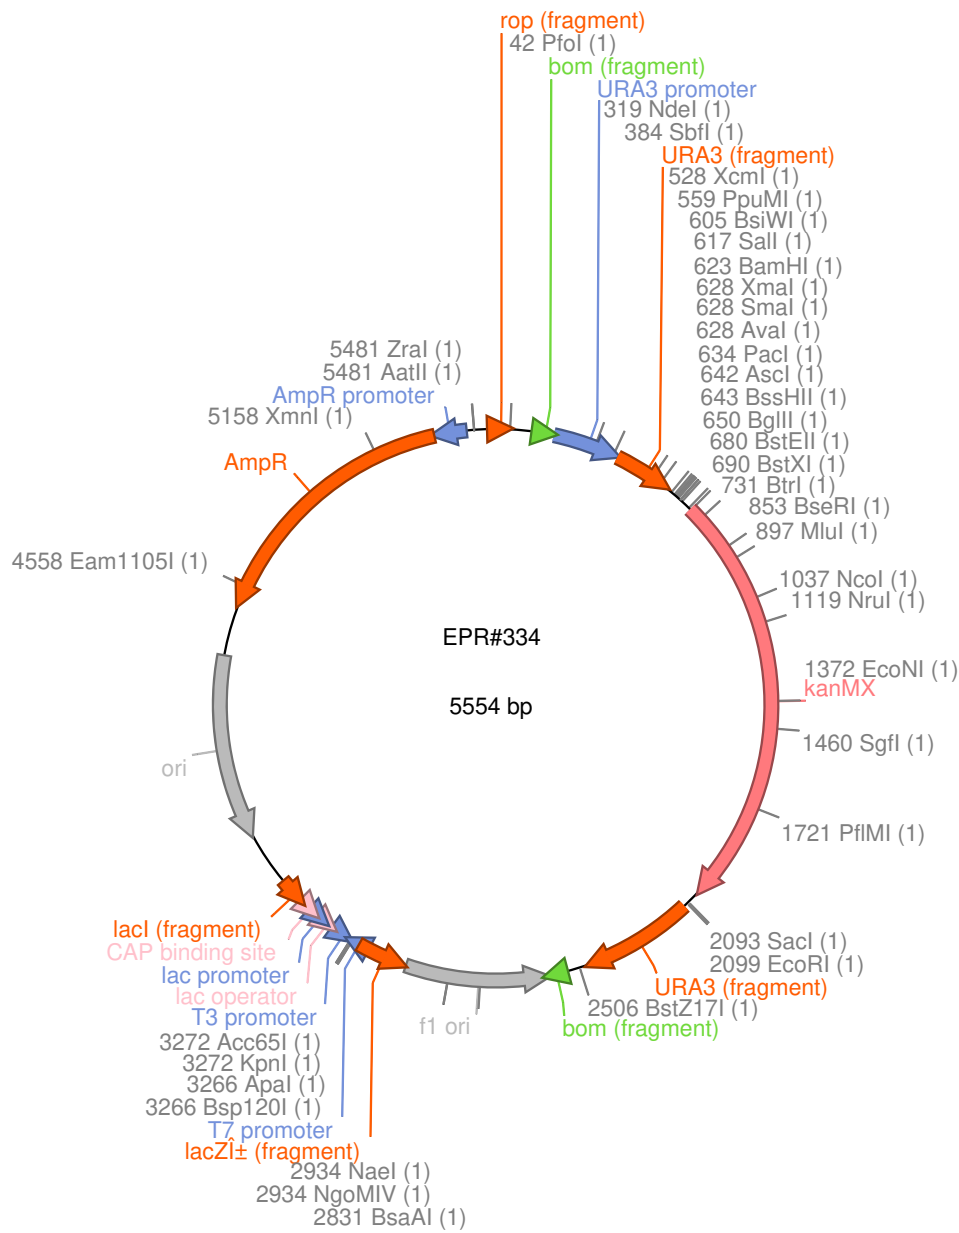 rop (fragment)
42 PfoI (1)
bom (fragment)
URA3 promoter
319 NdeI (1)
384 SbfI (1)
URA3 (fragment)
528 XcmI (1)
559 PpuMI (1)
605 BsiWI (1)
617 SalI (1)
623 BamHI (1)
628 XmaI (1)
628 SmaI (1)
628 AvaI (1)
634 PacI (1)
642 AscI (1)
643 BssHII (1)
650 BglII (1)
680 BstEII (1)
690 BstXI (1)
731 BtrI (1)
853 BseRI (1)
897 MluI (1)
1037 NcoI (1)
1119 NruI (1)
1372 EcoNI (1)
kanMX
1460 SgfI (1)
1721 PflMI (1)
2093 SacI (1)
2099 EcoRI (1)
URA3 (fragment)
2506 BstZ17I (1)
bom (fragment)
f1 ori
2831 BsaAI (1)
2934 NgoMIV (1)
2934 NaeI (1)
lacZÎ± (fragment)
T7 promoter
3266 Bsp120I (1)
3266 ApaI (1)
3272 KpnI (1)
3272 Acc65I (1)
T3 promoter
lac operator
lac promoter
CAP binding site
lacI (fragment)
ori
4558 Eam1105I (1)
AmpR
5158 XmnI (1)
AmpR promoter
5481 AatII (1)
5481 ZraI (1)
EPR#334
5554 bp